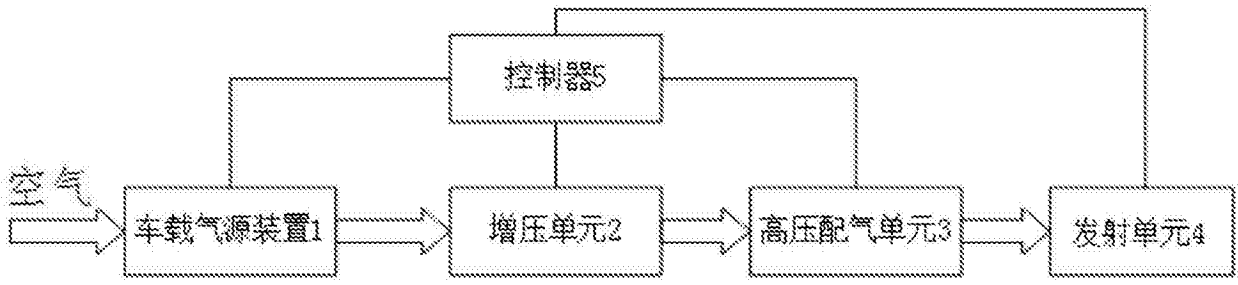 控制器5
空气
车载气源装置1
增压单元2
高压配气单元3
发射单元4